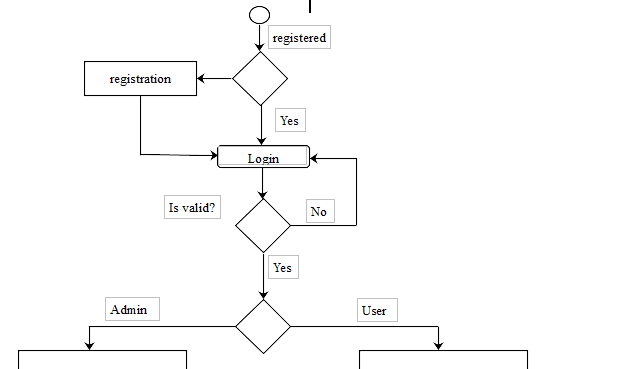 registered
registration
Yes
Login
Is valid?
No
Yes
Admin
User